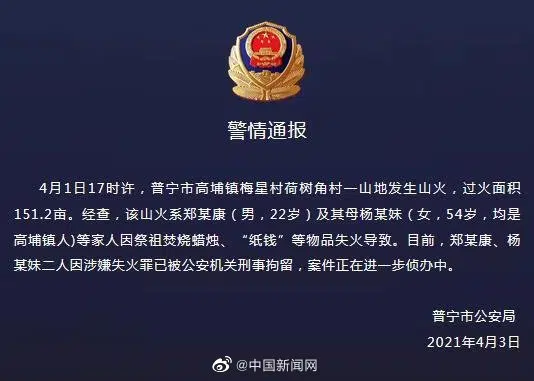 警情通报
4月1日17时许，普宁市高埔镇梅星村荷树角村一山地发生山火，过火面积
151.2亩。经查，该山火系郑某康（男，22岁）及其母杨某妹（女，54岁，均是
高埔镇人)等家人因祭祖焚烧蜡烛、“纸钱”等物品失火导致。目前，郑某康、杨
某妹二人因涉嫌失火罪已被公安机关刑事拘留，案件正在进一步侦办中。
普宁市公安局
2021年4月3日
@中国新闻网